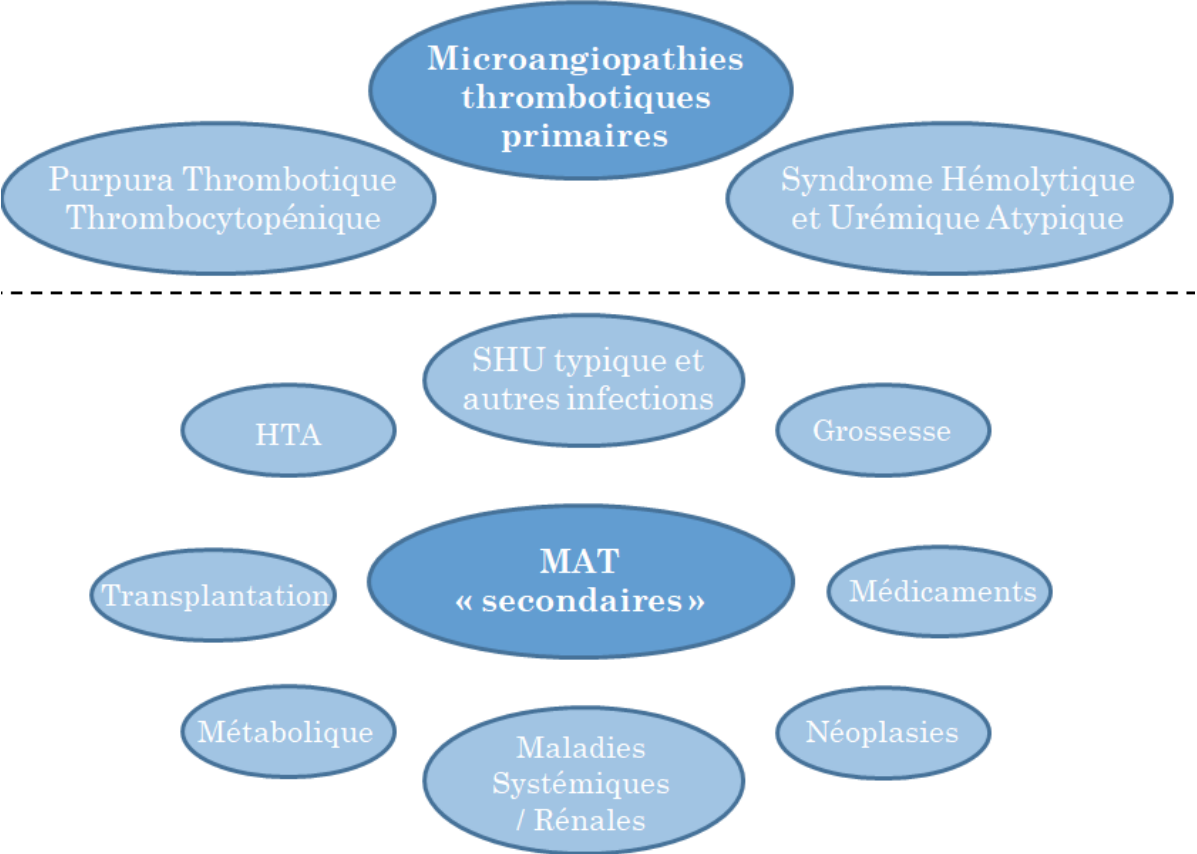 Microangiopathies
thrombotiques
primaires
Purpura Thrombotique
Thrombocytopénique
Syndrome Hémolytique
et Urémique Atypique
SHU typique et
autres infections
HTA
Grossesse
MAT
« secondaires »
Transplantation
Médicaments
Métabolique
Néoplasies
Maladies
Systémiques
/ Rénales